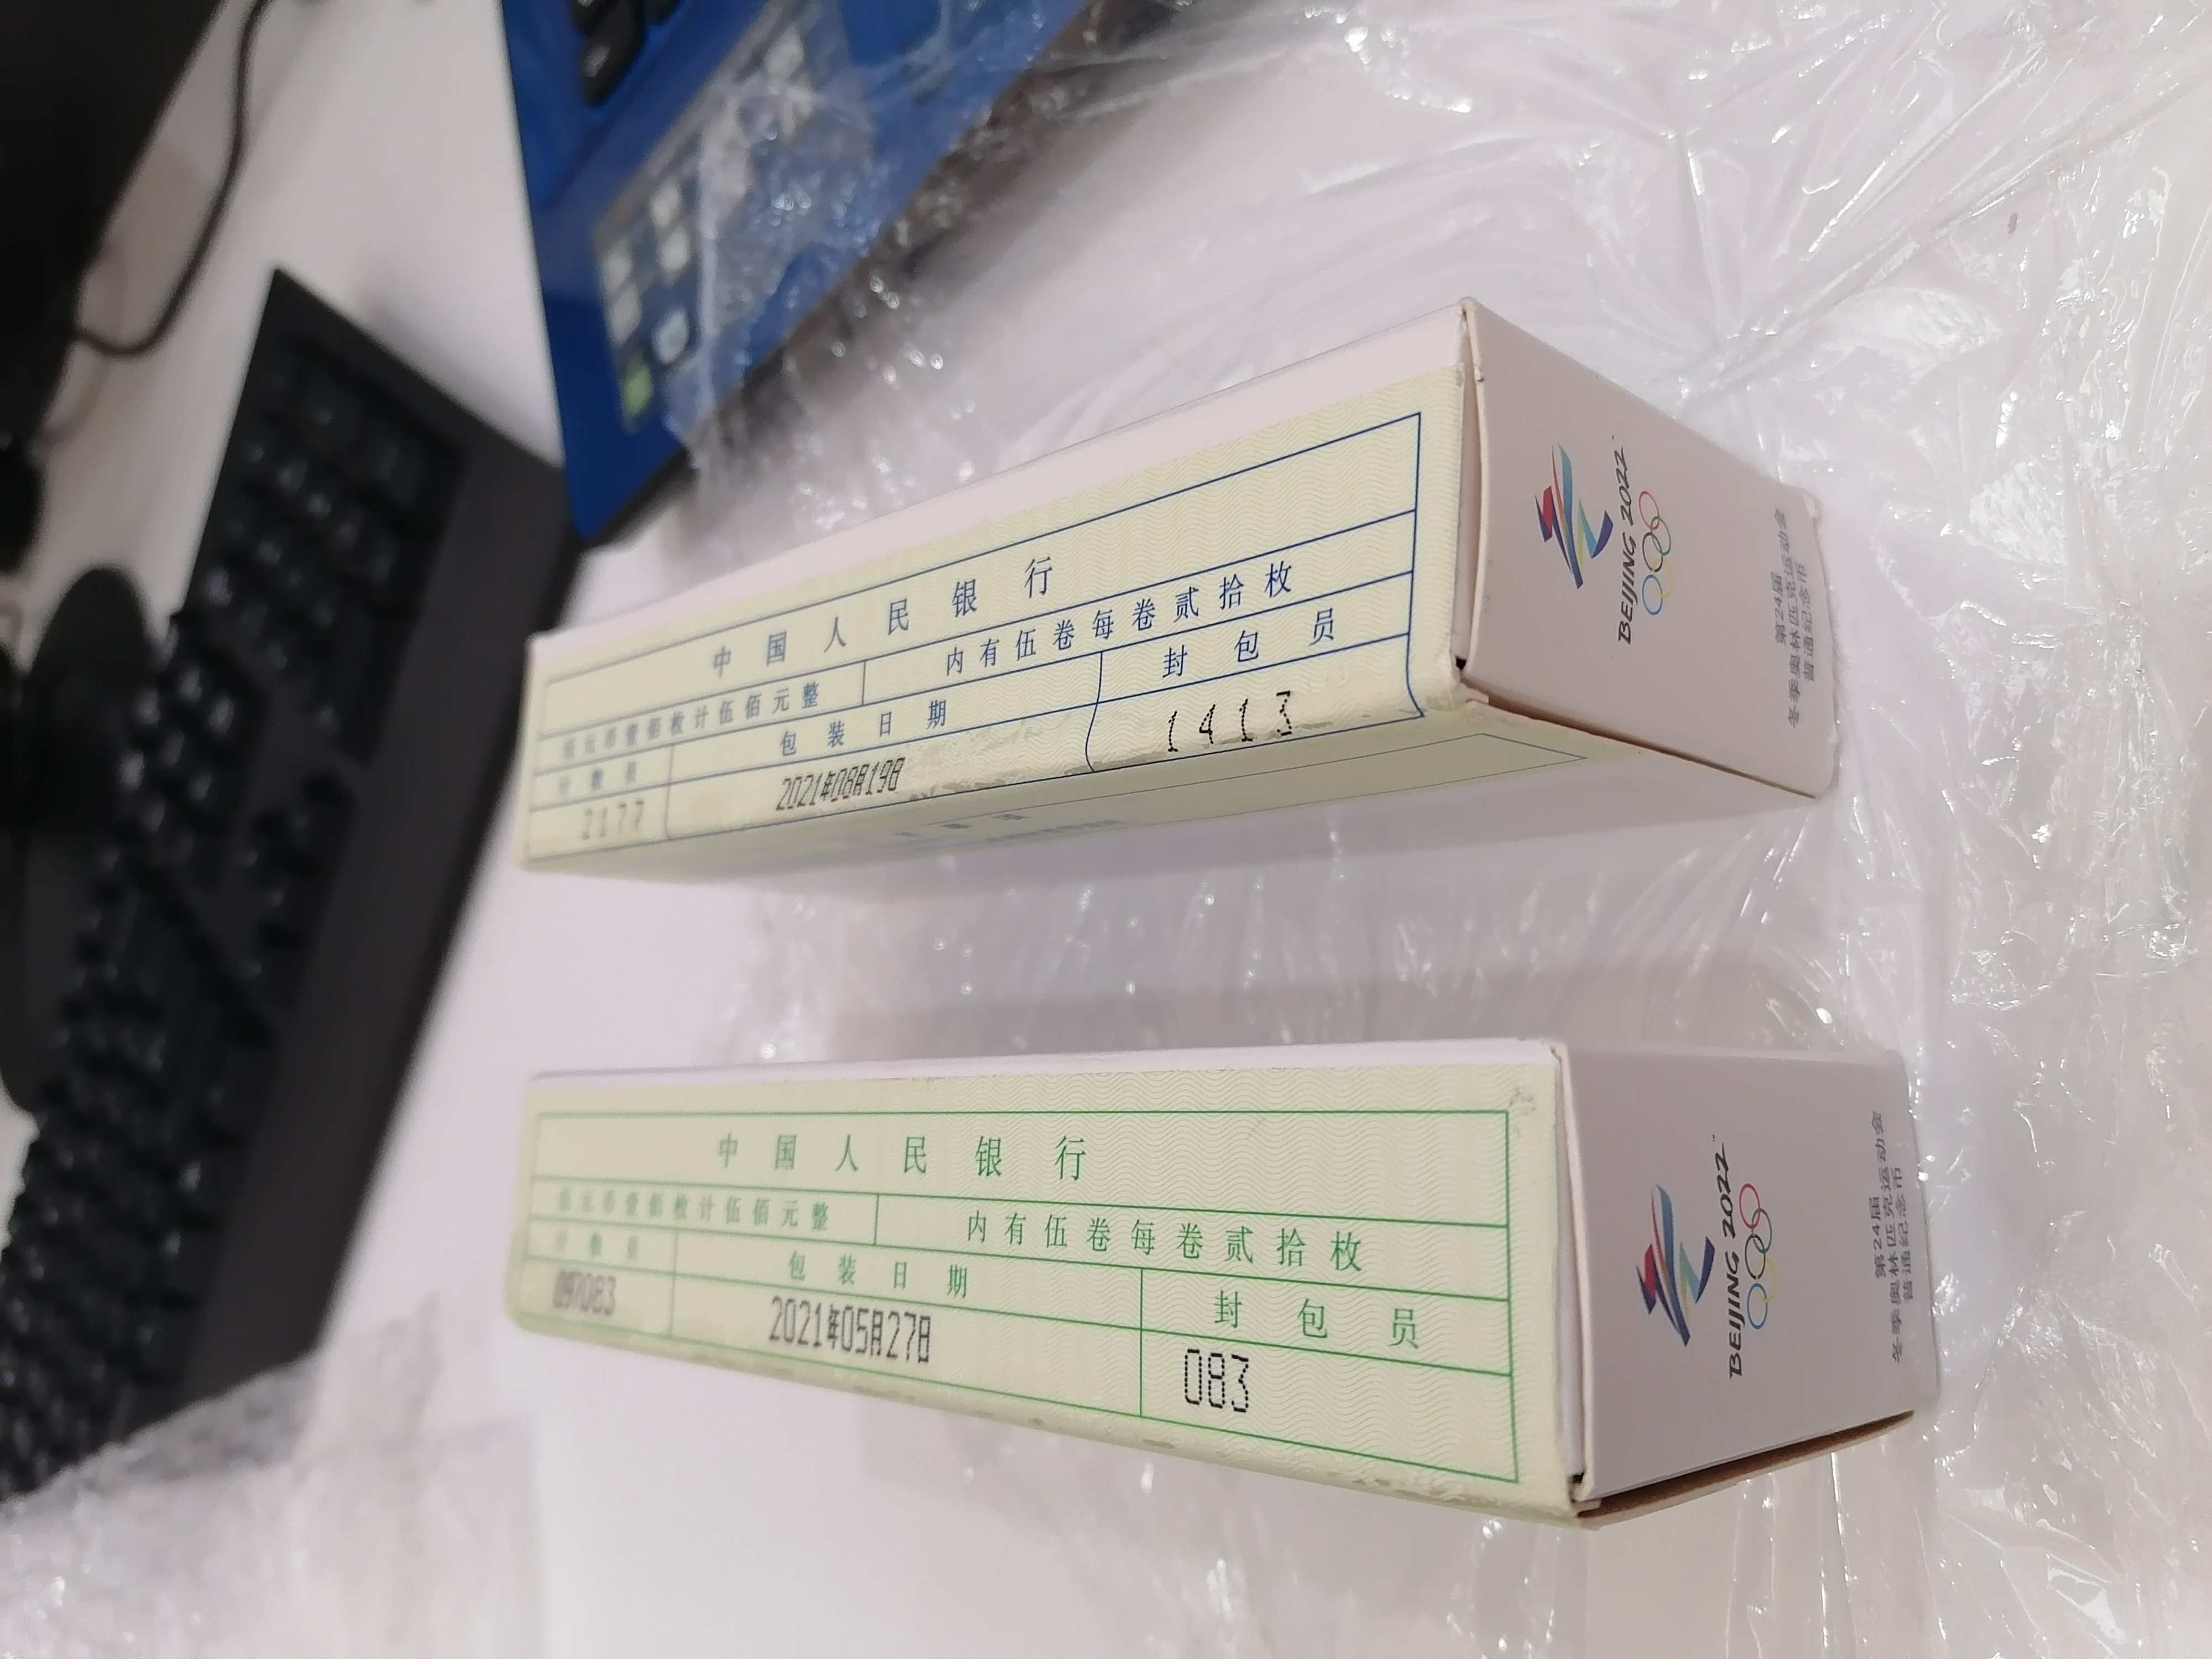 中国人民银行
伍元币壹佰枚计伍佰元整
内有伍卷每卷贰拾枚
计数员
包装日期
封包员
2177
2021年08月19日
1413
BEIJING 2022
第24届
冬季奥林匹克运动会
普通纪念币
中国人民银行
伍元币壹佰枚计伍佰元整
内有伍卷每卷贰拾枚
计数员
包装日期
封包员
097083
2021年05月27日
083
BEIJING 2022
第24届
冬季奥林匹克运动会
普通纪念币